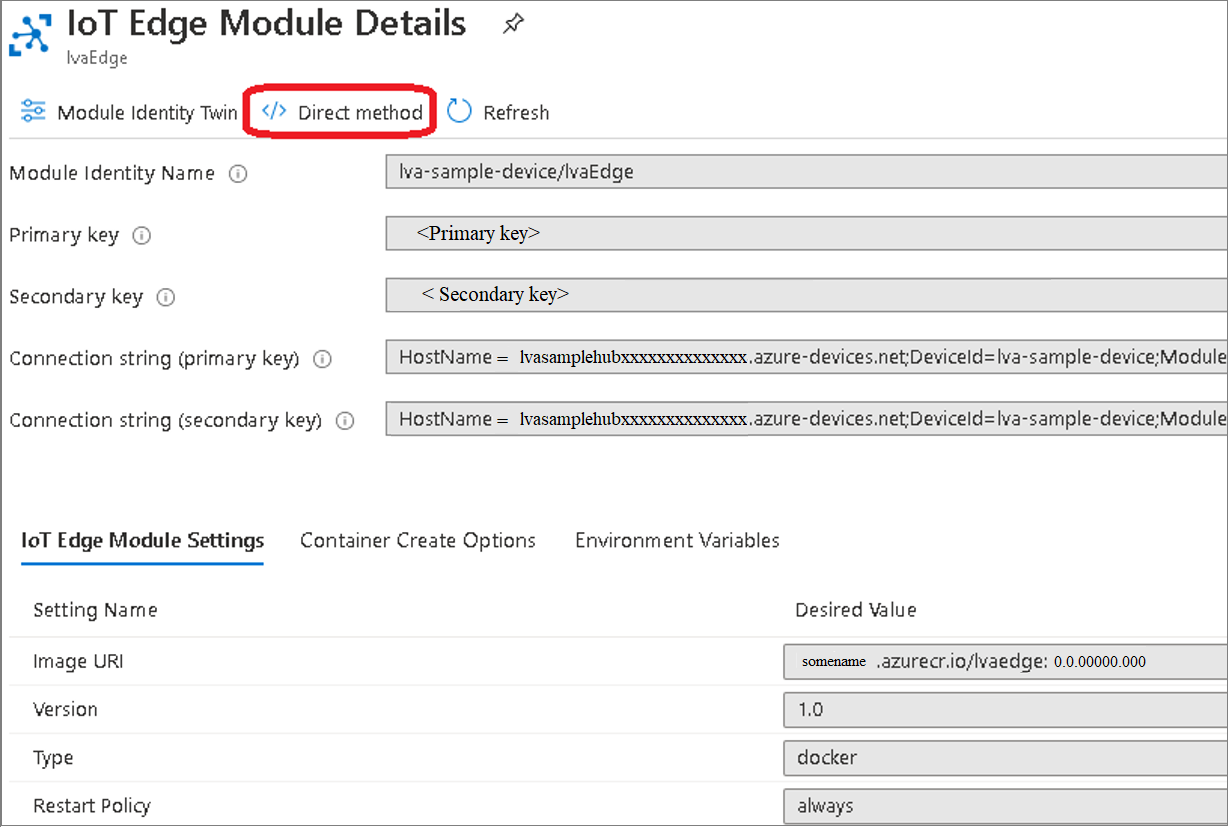 IoT Edge Module Details
lvaEdge
Module Identity Twin </> Direct method Refresh
Module Identity Name lva-sample-device/lvaEdge
Primary key <Primary key>
Secondary key < Secondary key>
Connection string (primary key) HostName = lvasamplehubxxxxxxxxxxxxxxx.azure-devices.net;DeviceId=lva-sample-device;Module
Connection string (secondary key) HostName = lvasamplehubxxxxxxxxxxxxxxx.azure-devices.net;DeviceId=lva-sample-device;Module
IoT Edge Module Settings Container Create Options Environment Variables
Setting Name Desired Value
Image URI somename .azurecr.io/lvaedge: 0.0.00000.000
Version 1.0
Type docker
Restart Policy always